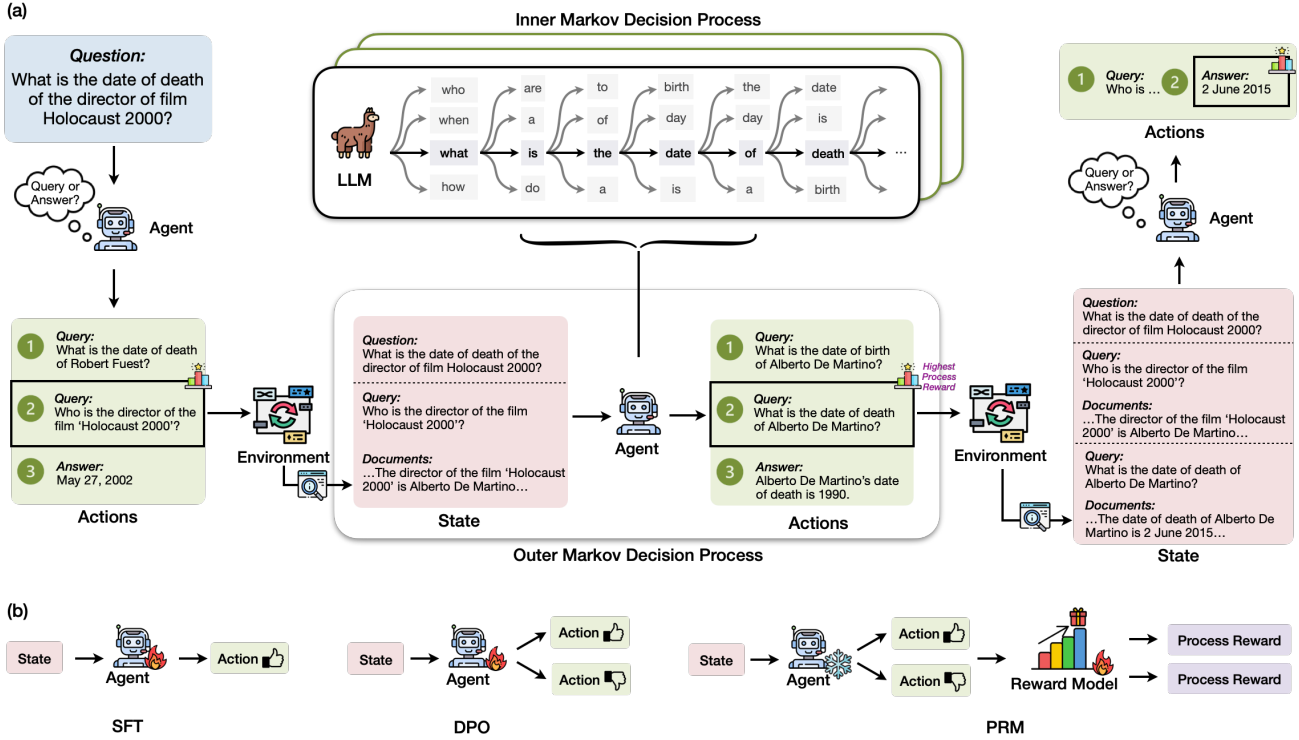 (a)
Inner Markov Decision Process
Question:
What is the date of death
of the director of film
Holocaust 2000?
Query or
Answer?
Agent
1
Query:
What is the date of death
of Robert Fuest?
2
Query:
Who is the director of the
film ‘Holocaust 2000’?
3
Answer:
May 27, 2002
Actions
Environment
LLM
who are to birth the date
when a of day day is
what is the date of death ...
how do a is a birth
Question:
What is the date of death of the
director of film Holocaust 2000?
Query:
Who is the director of the film
‘Holocaust 2000’?
Documents:
…The director of the film ‘Holocaust
2000’ is Alberto De Martino…
State
Agent
1
Query:
What is the date of birth
of Alberto De Martino?
2
Query:
What is the date of death
of Alberto De Martino?
3
Answer:
Alberto De Martino’s date
of death is 1990.
Actions
Highest
Process
Reward
Outer Markov Decision Process
Environment
Question:
What is the date of death of the
director of film Holocaust 2000?
Query:
Who is the director of the film
‘Holocaust 2000’?
Documents:
…The director of the film ‘Holocaust
2000’ is Alberto De Martino…
Query:
What is the date of death of
Alberto De Martino?
Documents:
…The date of death of Alberto De
Martino is 2 June 2015…
State
Query or
Answer?
Agent
1
Query:
Who is …
2
Answer:
2 June 2015
Actions
(b)
State
Agent
Action
SFT
State
Agent
Action
Action
DPO
State
Agent
Action
Action
Reward Model
Process Reward
Process Reward
PRM